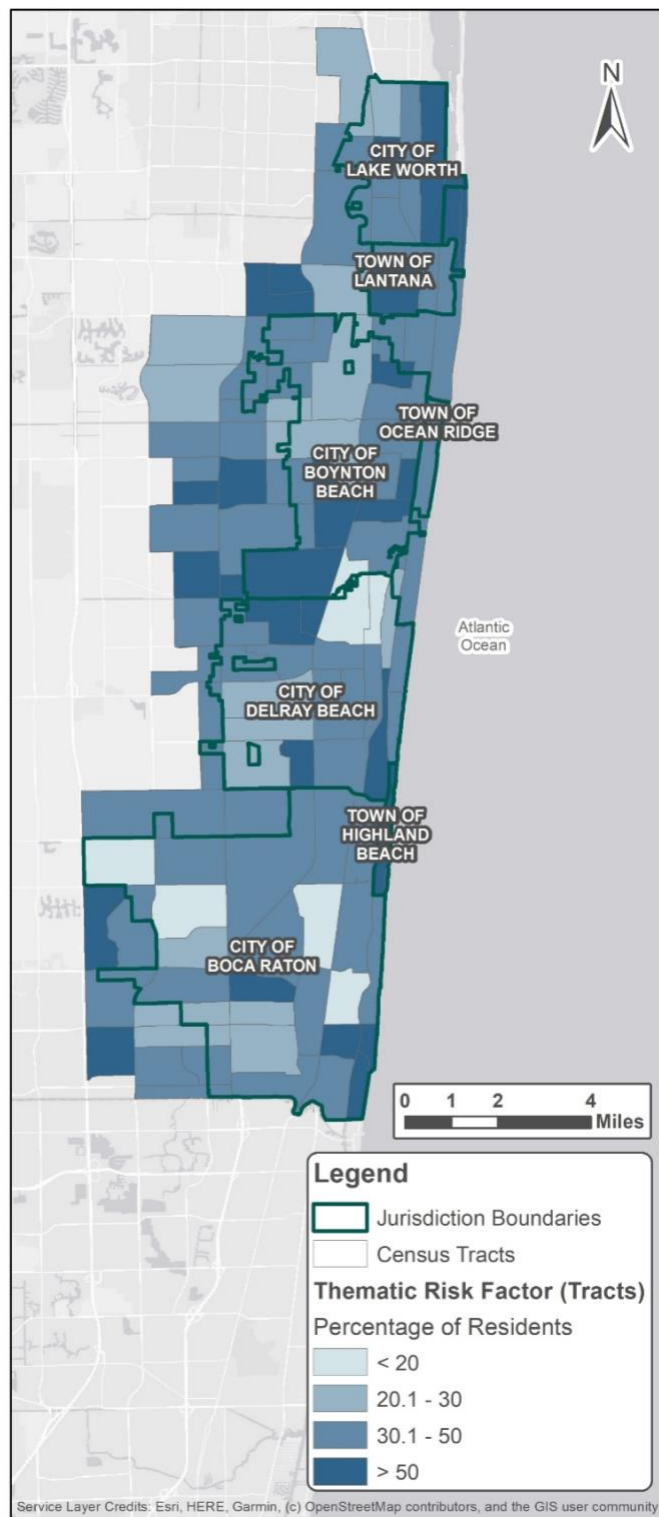 N
CITY OF
LAKE WORTH
TOWN OF
LANTANA
TOWN OF
OCEAN RIDGE
CITY OF
BOYNTON
BEACH
Atlantic
Ocean
CITY OF
DELRAY BEACH
TOWN OF
HIGHLAND
BEACH
CITY OF
BOCA RATON
0 1 2 4
Miles
Legend
Jurisdiction Boundaries
Census Tracts
Thematic Risk Factor (Tracts)
Percentage of Residents
< 20
20.1 - 30
30.1 - 50
> 50
Service Layer Credits: Esri, HERE, Garmin, (c) OpenStreetMap contributors, and the GIS user community